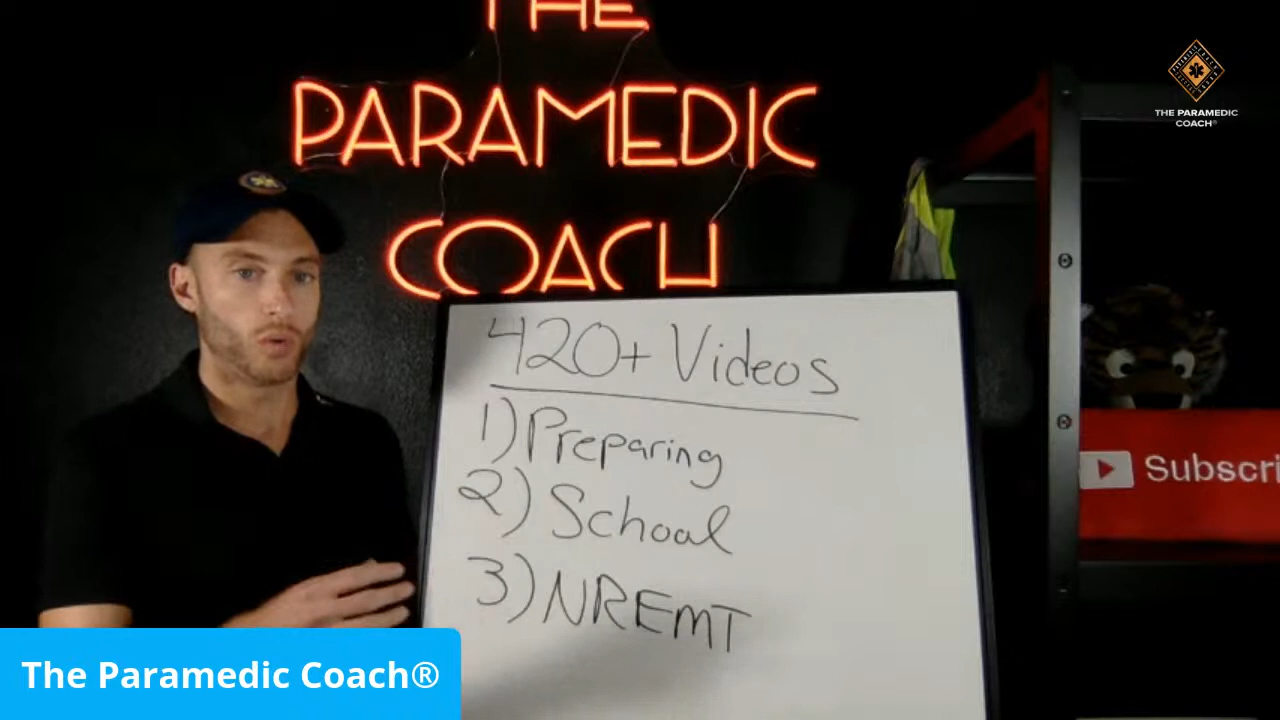 THE
PARAMEDIC
COACH
THE PARAMEDIC
COACH®
420+ Videos
1) Preparing
2) School
3) NREMT
Subscri
The Paramedic Coach®